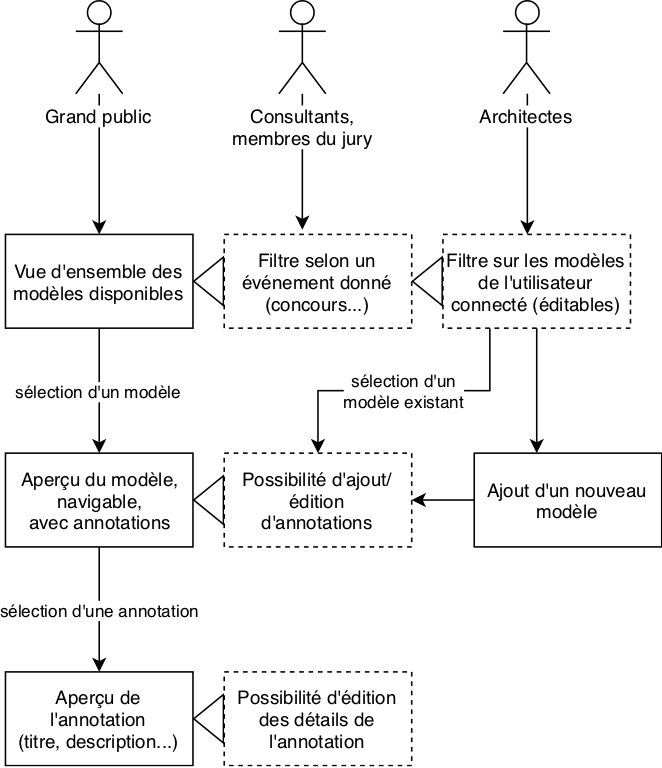 Grand public
Consultants,
membres du jury
Architectes
Vue d'ensemble des
modèles disponibles
Filtre selon un
événement donné
(concours...)
Filtre sur les modèles
de l'utilisateur
connecté (éditables)
sélection d'un modèle
sélection d'un
modèle existant
Aperçu du modèle,
navigable,
avec annotations
Possibilité d'ajout/
édition
d'annotations
Ajout d'un nouveau
modèle
sélection d'une annotation
Aperçu de
l'annotation
(titre, description...)
Possibilité d'édition
des détails de
l'annotation